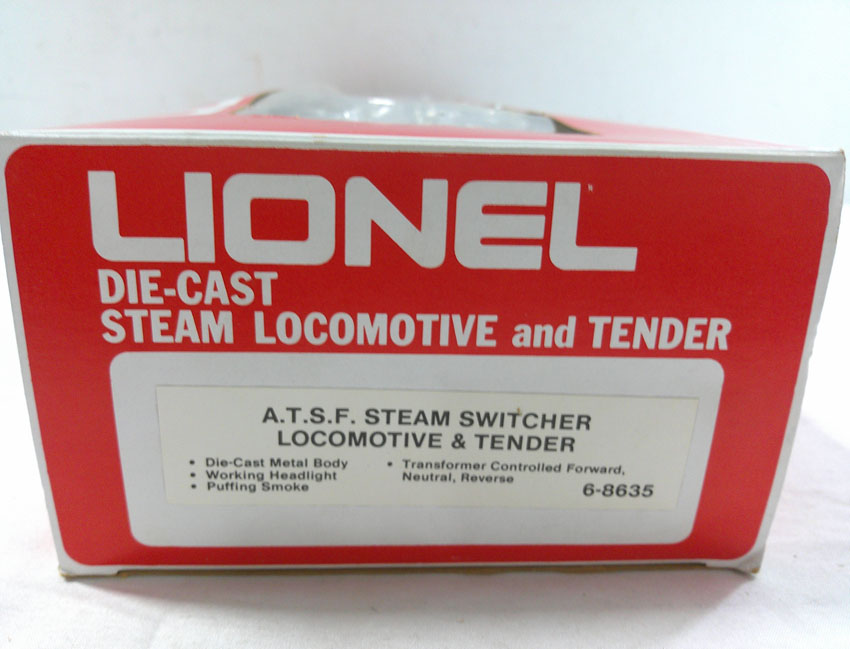 LIONEL
DIE-CAST
STEAM LOCOMOTIVE and TENDER
A.T.S.F. STEAM SWITCHER
LOCOMOTIVE & TENDER
• Die-Cast Metal Body
• Working Headlight
• Puffing Smoke
• Transformer Controlled Forward,
Neutral, Reverse
6-8635